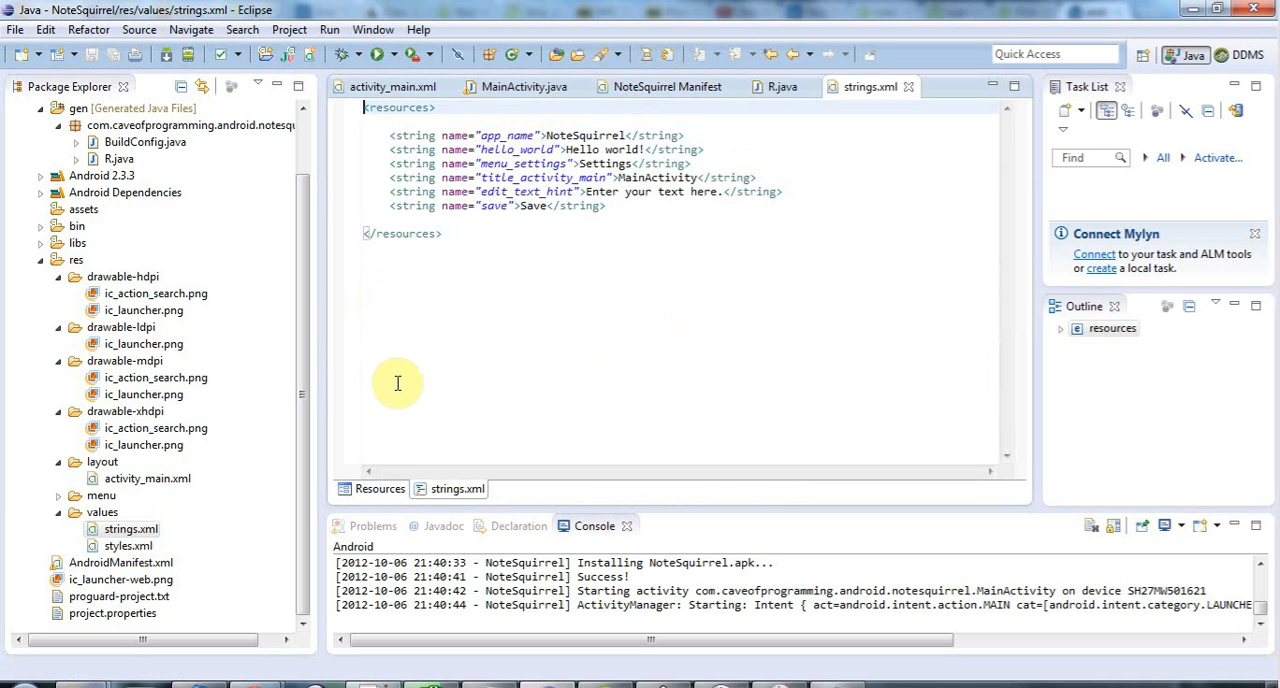 Java - NoteSquirrel/res/values/strings.xml - Eclipse
File Edit Refactor Source Navigate Search Project Run Window Help
Quick Access Java DDMS
Package Explorer
gen [Generated Java Files]
com.caveofprogramming.android.notesqu
BuildConfig.java
R.java
Android 2.3.3
Android Dependencies
assets
bin
libs
res
drawable-hdpi
ic_action_search.png
ic_launcher.png
drawable-ldpi
ic_launcher.png
drawable-mdpi
ic_action_search.png
ic_launcher.png
drawable-xhdpi
ic_action_search.png
ic_launcher.png
layout
activity_main.xml
menu
values
strings.xml
styles.xml
AndroidManifest.xml
ic_launcher-web.png
proguard-project.txt
project.properties
activity_main.xml MainActivity.java NoteSquirrel Manifest R.java strings.xml
<resources>
<string name="app_name">NoteSquirrel</string>
<string name="hello_world">Hello world!</string>
<string name="menu_settings">Settings</string>
<string name="title_activity_main">MainActivity</string>
<string name="edit_text_hint">Enter your text here.</string>
<string name="save">Save</string>
</resources>
Resources strings.xml
Problems @ Javadoc Declaration Console
Android
[2012-10-06 21:40:33 - NoteSquirrel] Installing NoteSquirrel.apk...
[2012-10-06 21:40:41 - NoteSquirrel] Success!
[2012-10-06 21:40:42 - NoteSquirrel] Starting activity com.caveofprogramming.android.notesquirrel.MainActivity on device SH27MW501621
[2012-10-06 21:40:44 - NoteSquirrel] ActivityManager: Starting: Intent { act=android.intent.action.MAIN cat=[android.intent.category.LAUNCHE
Task List
Find All Activate...
Connect Mylyn
Connect to your task and ALM tools
or create a local task.
Outline
resources